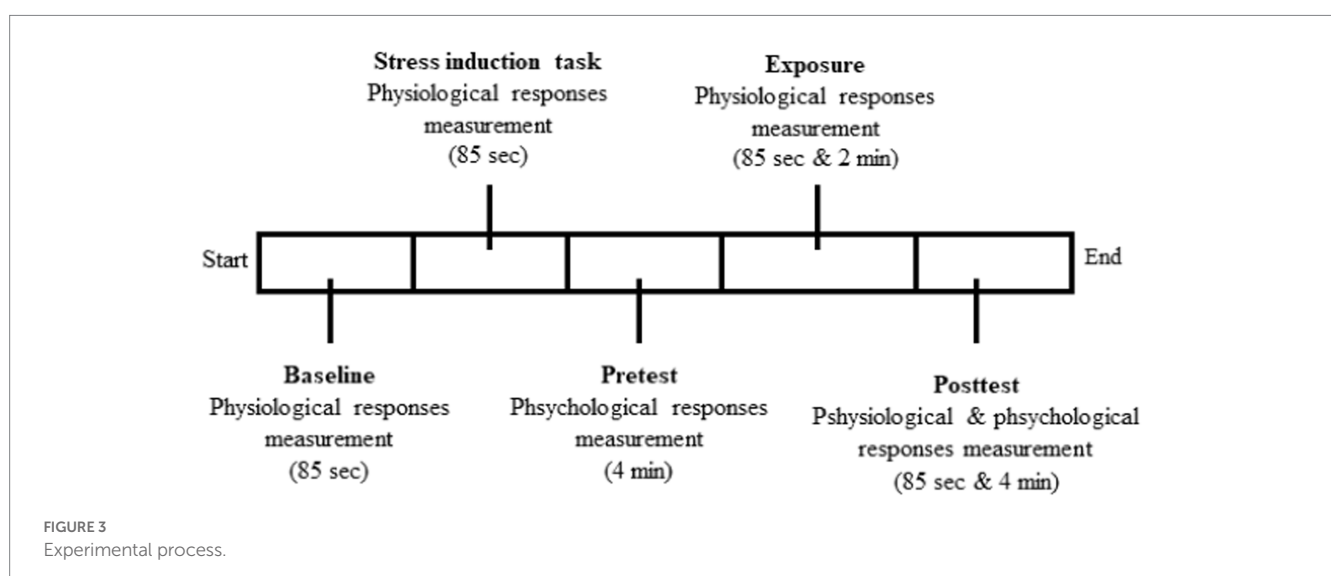 Stress induction task
Physiological responses
measurement
(85 sec)
Exposure
Physiological responses
measurement
(85 sec & 2 min)
Start
End
Baseline
Physiological responses
measurement
(85 sec)
Pretest
Phsychological responses
measurement
(4 min)
Posttest
Pshysiological & phsychological
responses measurement
(85 sec & 4 min)
FIGURE 3
Experimental process.